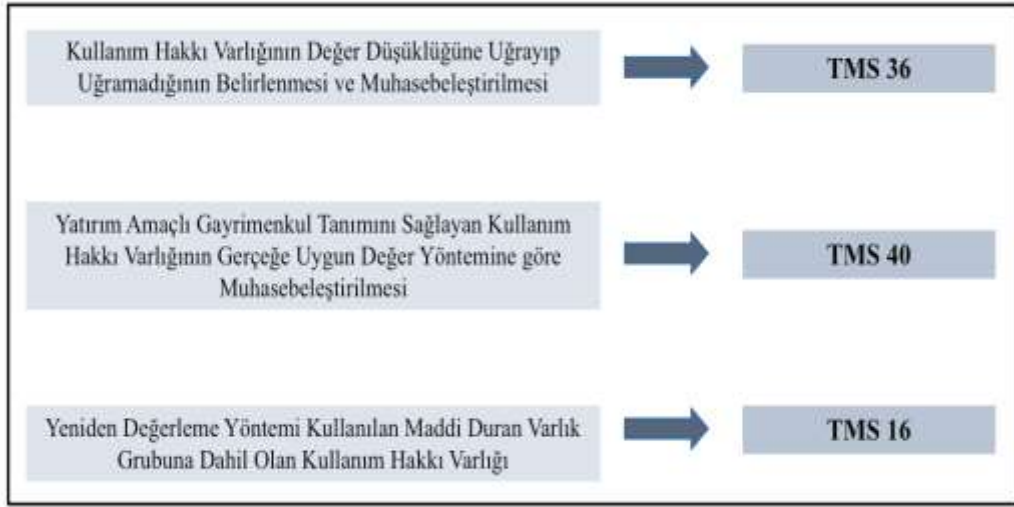 Kullanım Hakkı Varlığının Değer Düşüklüğüne Uğrayıp
Uğramadığının Belirlenmesi ve Muhasebeleştirilmesi
TMS 36
Yatırım Amaçlı Gayrimenkul Tanımını Sağlayan Kullanım
Hakkı Varlığının Gerçeğe Uygun Değer Yöntemine göre
Muhasebeleştirilmesi
TMS 40
Yeniden Değerleme Yöntemi Kullanılan Maddi Duran Varlık
Grubuna Dahil Olan Kullanım Hakkı Varlığı
TMS 16